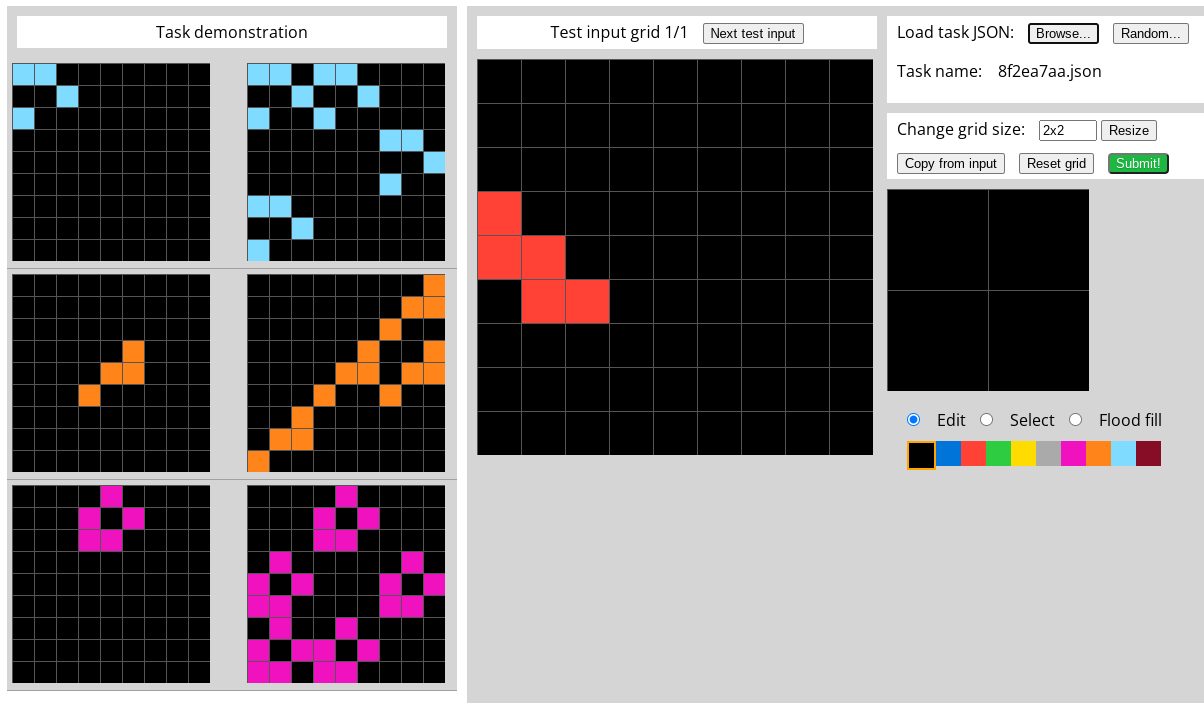 Task demonstration
Test input grid 1/1 Next test input
Load task JSON: Browse... Random...
Task name: 8f2ea7aa.json
Change grid size: 2x2 Resize
Copy from input Reset grid Submit!
Edit Select Flood fill